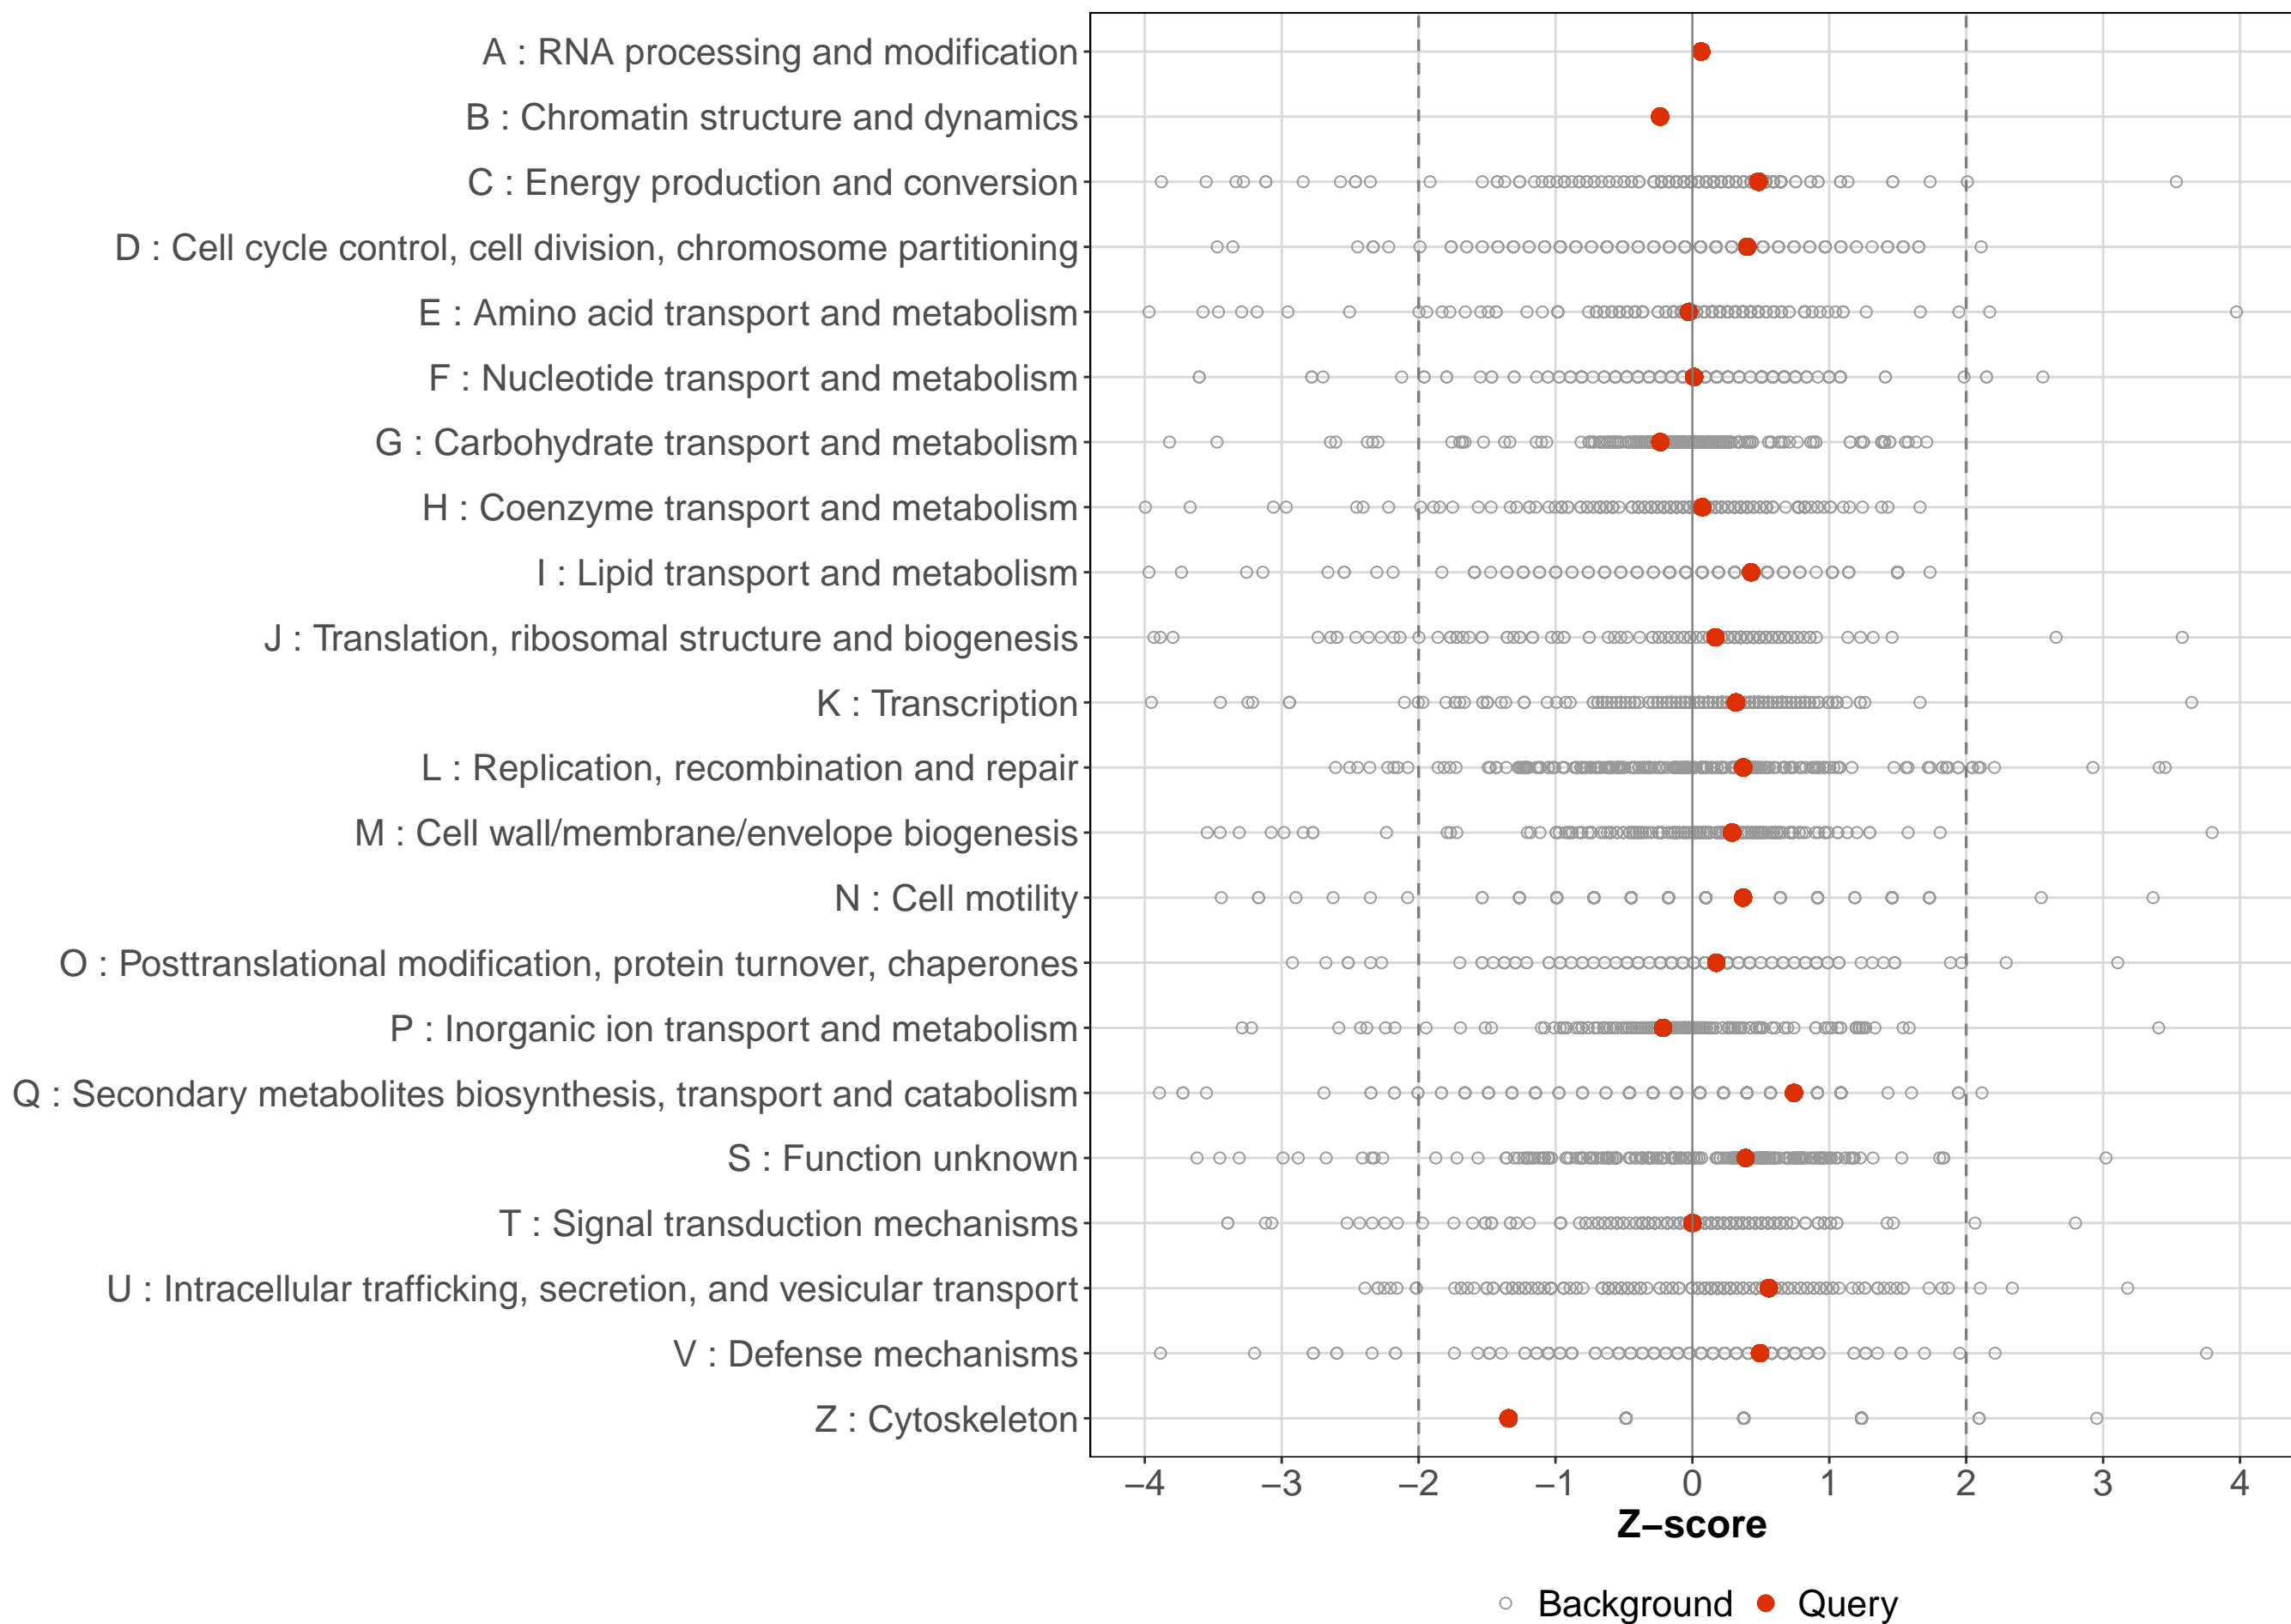 A : RNA processing and modification
B : Chromatin structure and dynamics
C : Energy production and conversion
D : Cell cycle control, cell division, chromosome partitioning
E : Amino acid transport and metabolism
F : Nucleotide transport and metabolism
G : Carbohydrate transport and metabolism
H : Coenzyme transport and metabolism
I : Lipid transport and metabolism
J : Translation, ribosomal structure and biogenesis
K : Transcription
L : Replication, recombination and repair
M : Cell wall/membrane/envelope biogenesis
N : Cell motility
O : Posttranslational modification, protein turnover, chaperones
P : Inorganic ion transport and metabolism
Q : Secondary metabolites biosynthesis, transport and catabolism
S : Function unknown
T : Signal transduction mechanisms
U : Intracellular trafficking, secretion, and vesicular transport
V : Defense mechanisms
Z : Cytoskeleton
−4 −3 −2 −1 0 1 2 3 4
Z−score
Background Query